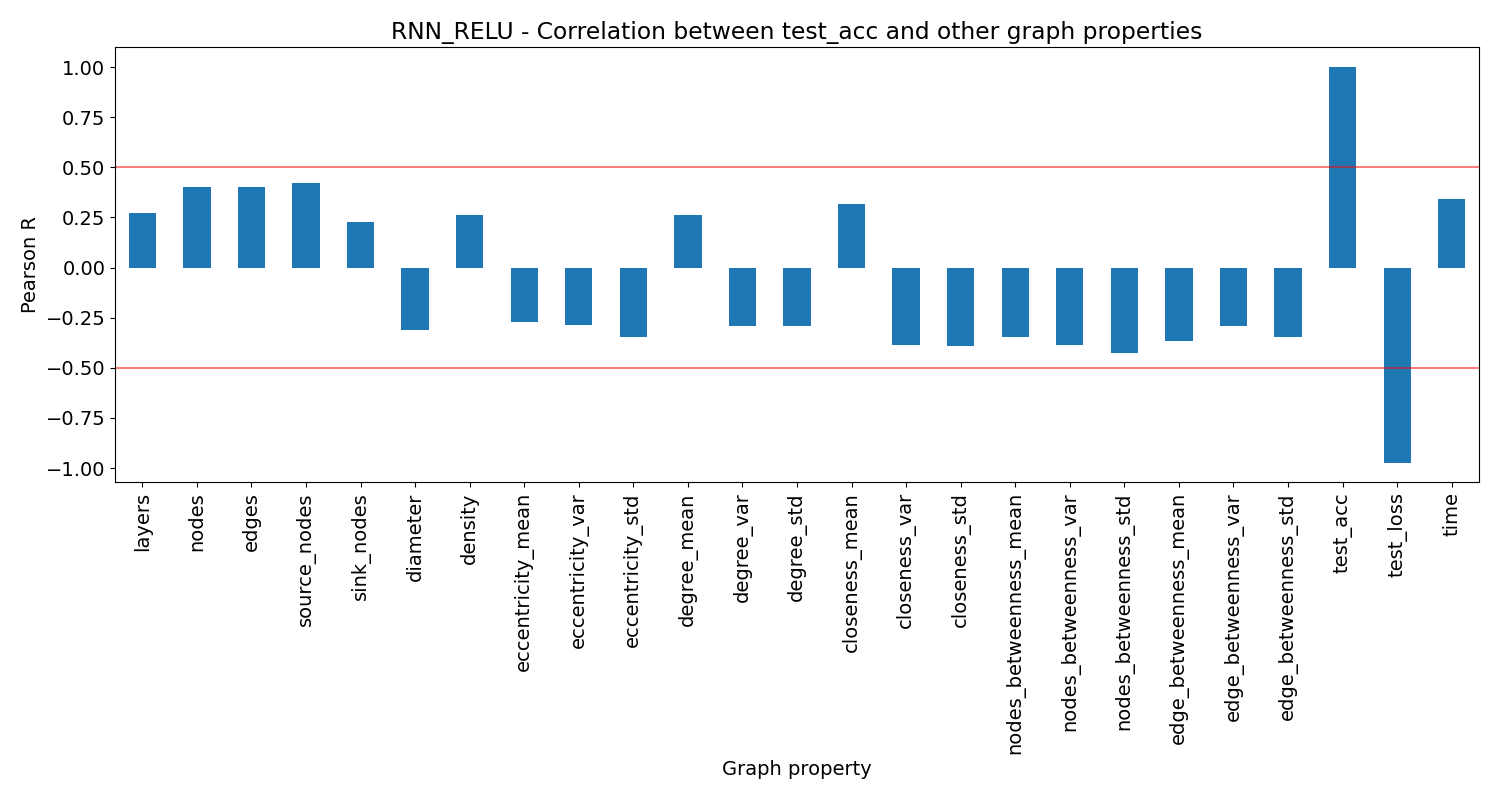 RNN_RELU - Correlation between test_acc and other graph properties
Pearson R
1.00
0.75
0.50
0.25
0.00
−0.25
−0.50
−0.75
−1.00
layers
nodes
edges
source_nodes
sink_nodes
diameter
density
eccentricity_mean
eccentricity_var
eccentricity_std
degree_mean
degree_var
degree_std
closeness_mean
closeness_var
closeness_std
nodes_betweenness_mean
nodes_betweenness_var
nodes_betweenness_std
edge_betweenness_mean
edge_betweenness_var
edge_betweenness_std
test_acc
test_loss
time
Graph property